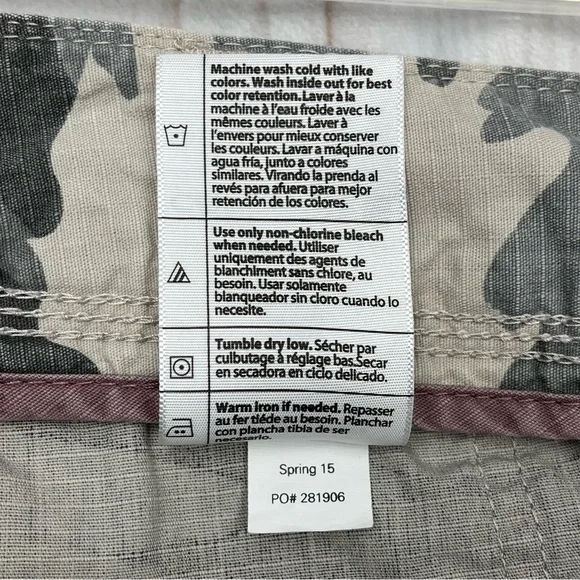 Machine wash cold with like
colors. Wash inside out for best
color retention. Laver à la
machine à l'eau froide avec les
mêmes couleurs. Laver à
l'envers pour mieux conserver
les couleurs. Lavar a máquina con
agua fría, junto a colores
similares. Virando la prenda al
revés para afuera para mejor
retención de los colores.
Use only non-chlorine bleach
when needed. Utiliser
uniquement des agents de
blanchiment sans chlore, au
besoin. Usar solamente
blanqueador sin cloro cuando lo
necesite.
Tumble dry low. Sécher par
culbutage à réglage bas. Secar
en secadora en ciclo delicado.
Warm iron if needed. Repasser
au fer tiéde au besoin. Planchar
con plancha tibia de ser
necesario.
Spring 15
PO# 281906